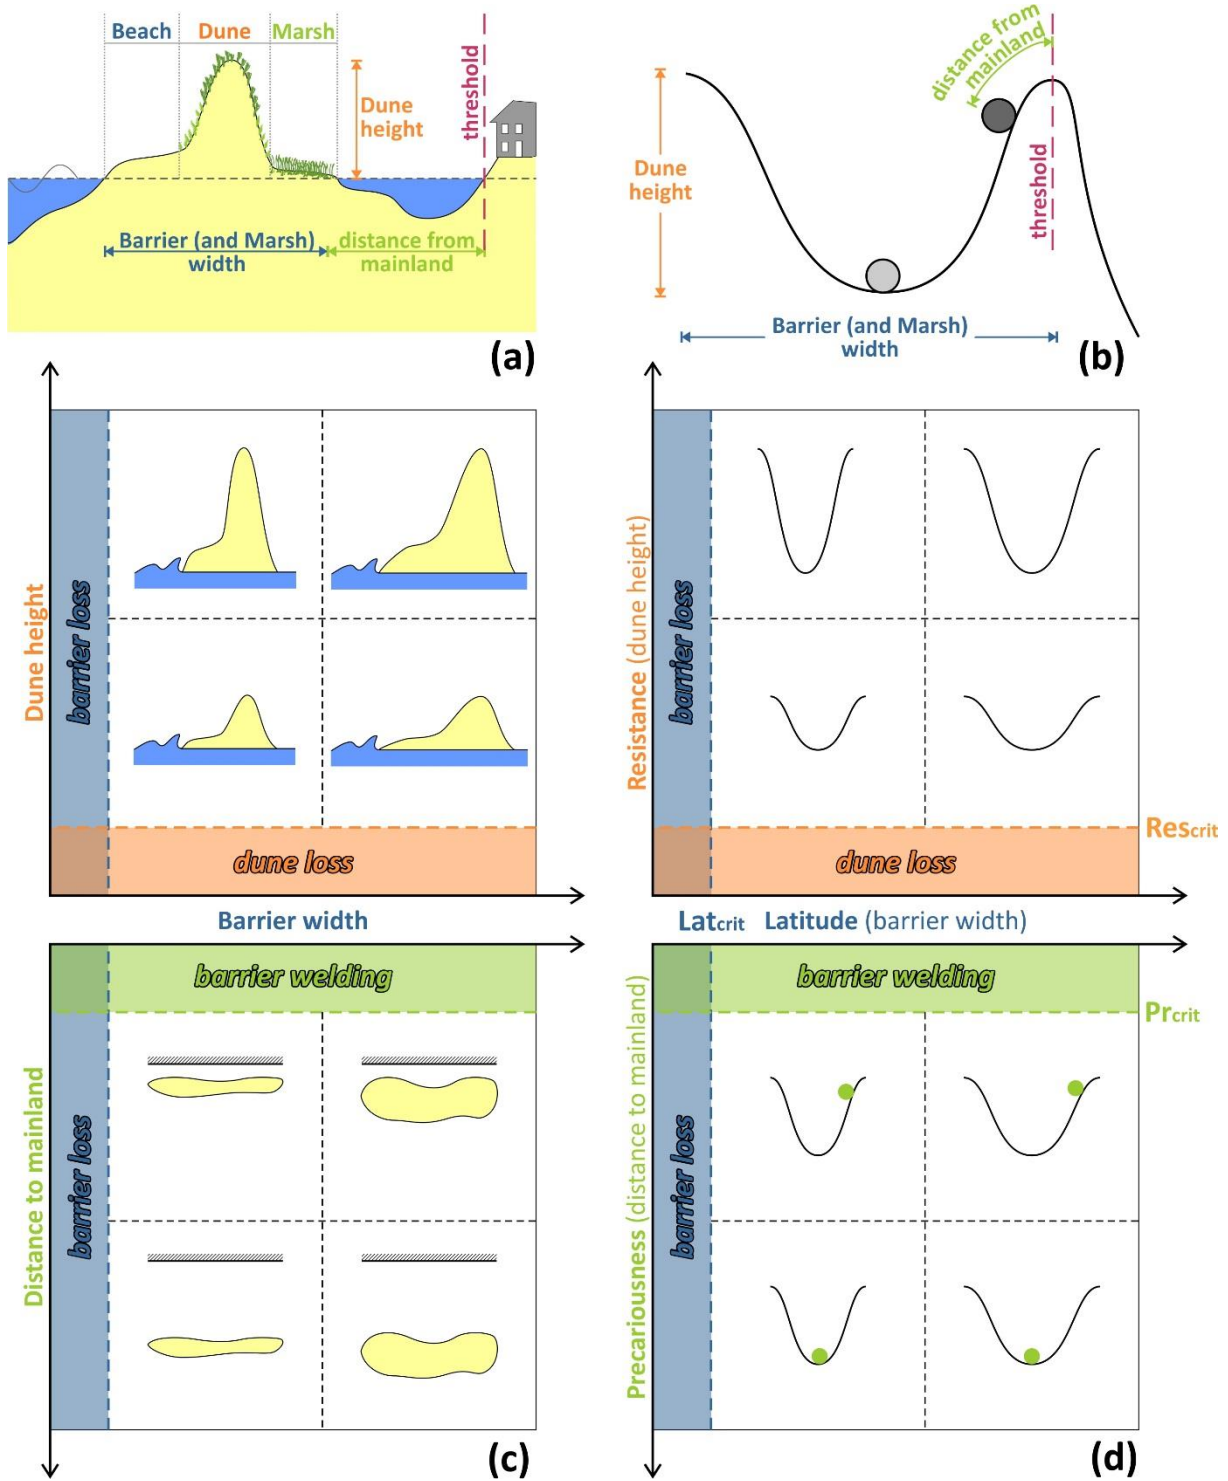 Beach
Dune
Marsh
Dune
height
threshold
Barrier (and Marsh)
width
distance from
mainland
(a)
distance from
mainland
Dune
height
threshold
Barrier (and Marsh)
width
(b)
Dune height
barrier loss
dune loss
Barrier width
Resistance (dune height)
barrier loss
dune loss
Rescrit
Latcrit
Latitude (barrier width)
Distance to mainland
barrier welding
barrier loss
(c)
Precariousness (distance to mainland)
barrier welding
Prcrit
barrier loss
(d)